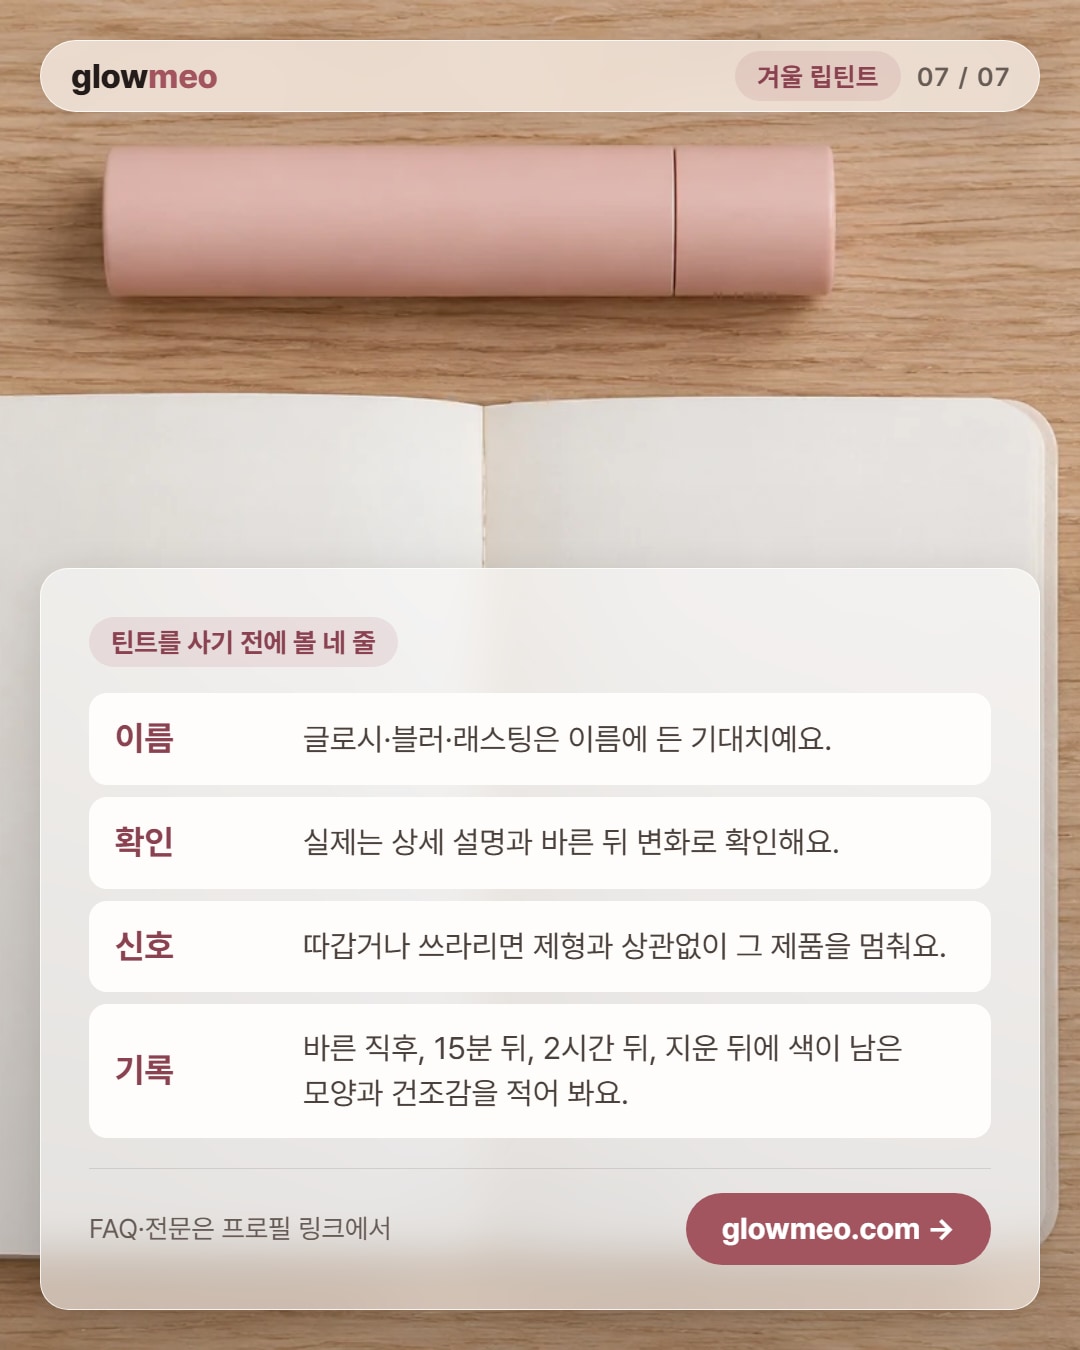 glowmeo
겨울 립틴트
07 / 07
틴트를 사기 전에 볼 네 줄
이름
글로시·블러·래스팅은 이름에 든 기대치예요.
확인
실제는 상세 설명과 바른 뒤 변화로 확인해요.
신호
따갑거나 쓰라리면 제형과 상관없이 그 제품을 멈춰요.
기록
바른 직후, 15분 뒤, 2시간 뒤, 지운 뒤에 색이 남은
모양과 건조감을 적어 봐요.
FAQ·전문은 프로필 링크에서
glowmeo.com →